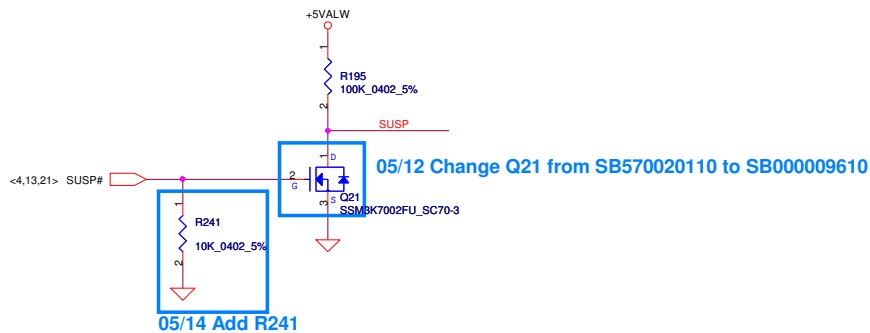 +5VALW
1
R195
100K_0402_5%
2
SUSP
05/12 Change Q21 from SB570020110 to SB000009610
1 D
<4,13,21> SUSP#
2
G
S
Q21
3
SSM3K7002FU_SC70-3
1
R241
10K_0402_5%
2
05/14 Add R241